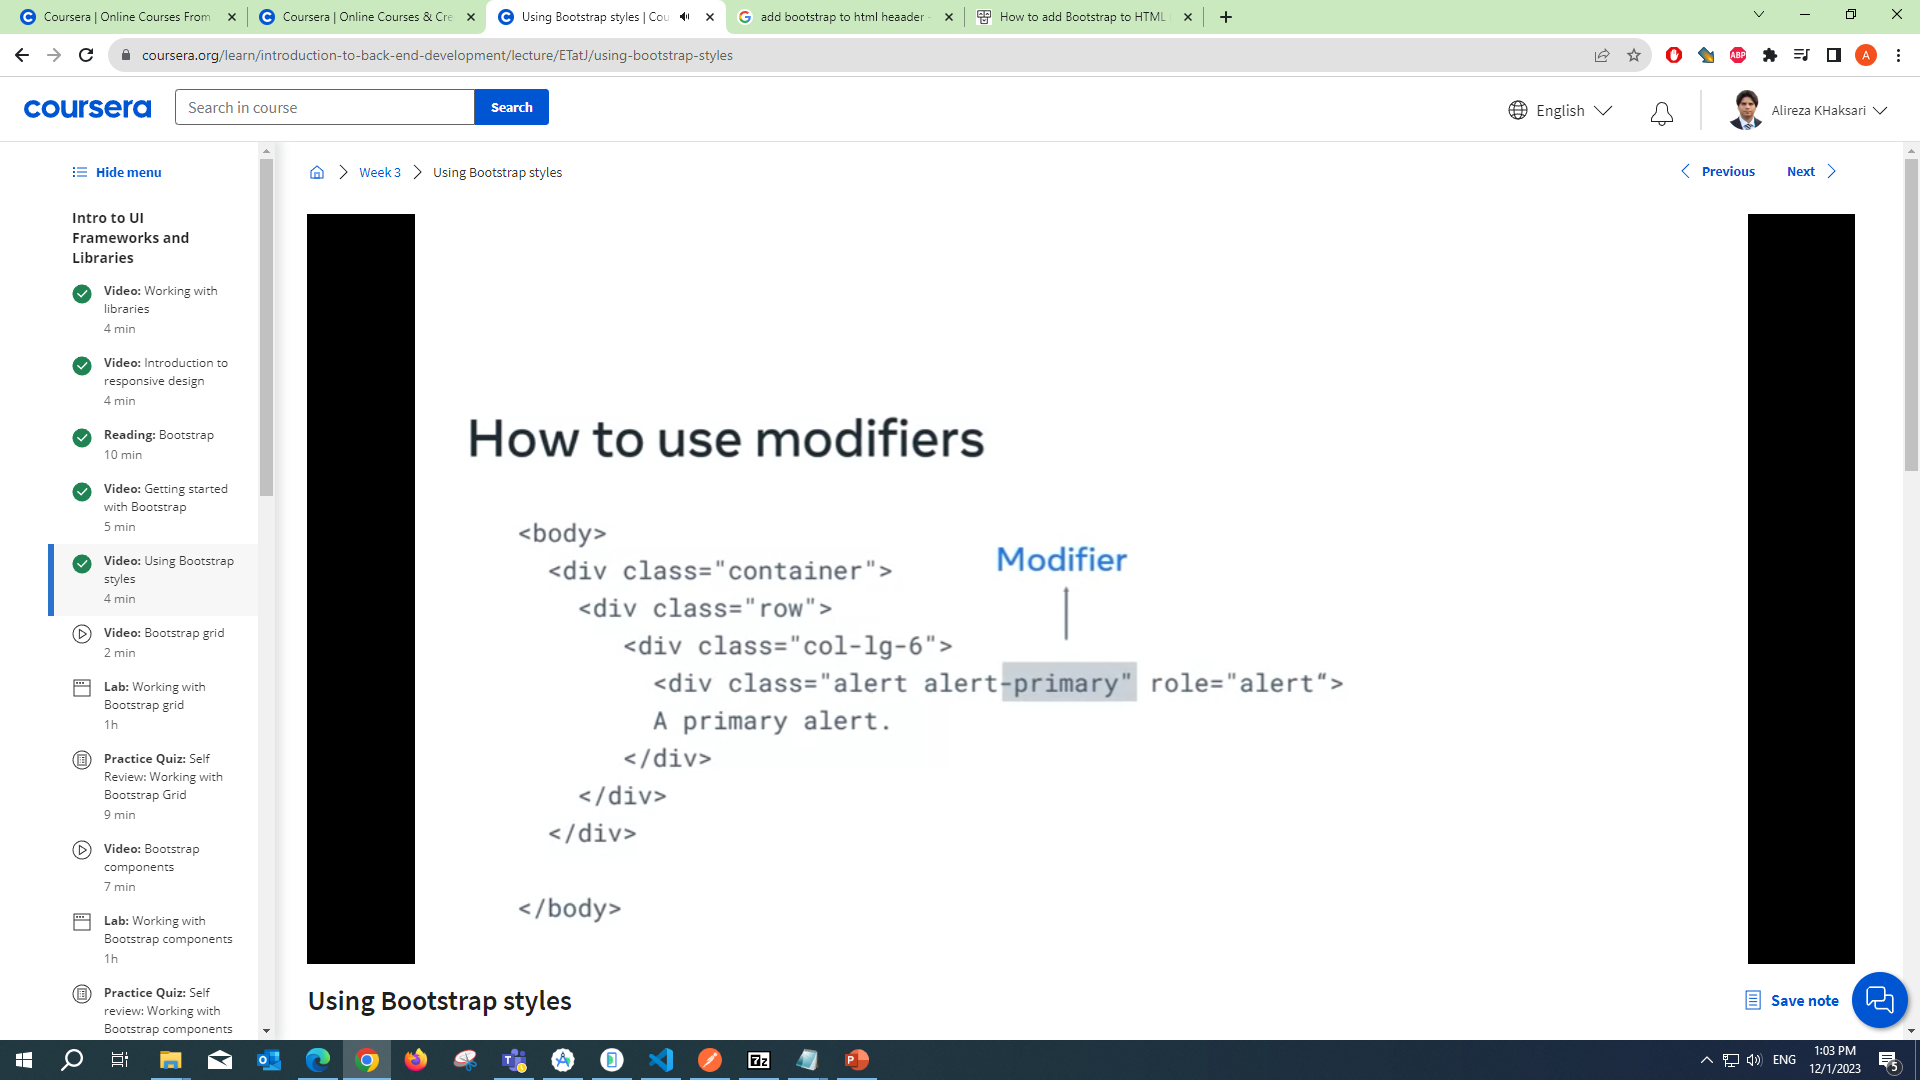 Coursera | Online Courses From
Coursera | Online Courses & Cre
Using Bootstrap styles | Cou
add bootstrap to html heaader -
How to add Bootstrap to HTML
coursera.org/learn/introduction-to-back-end-development/lecture/ETatJ/using-bootstrap-styles
ABP
A
coursera
Search in course
Search
English
Alireza KHaksari
Hide menu
Week 3
Using Bootstrap styles
Previous
Next
Intro to UI
Frameworks and
Libraries
Video: Working with
libraries
4 min
Video: Introduction to
responsive design
4 min
Reading: Bootstrap
10 min
Video: Getting started
with Bootstrap
5 min
Video: Using Bootstrap
styles
4 min
Video: Bootstrap grid
2 min
Lab: Working with
Bootstrap grid
1h
Practice Quiz: Self
Review: Working with
Bootstrap Grid
9 min
Video: Bootstrap
components
7 min
Lab: Working with
Bootstrap components
1h
Practice Quiz: Self
review: Working with
Bootstrap components
How to use modifiers
<body>
Modifier
<div class="container">
<div class="row">
<div class="col-lg-6">
<div class="alert alert-primary" role="alert“>
A primary alert.
</div>
</div>
</div>
</body>
Using Bootstrap styles
Save note
7z
ENG
1:03 PM
12/1/2023
5